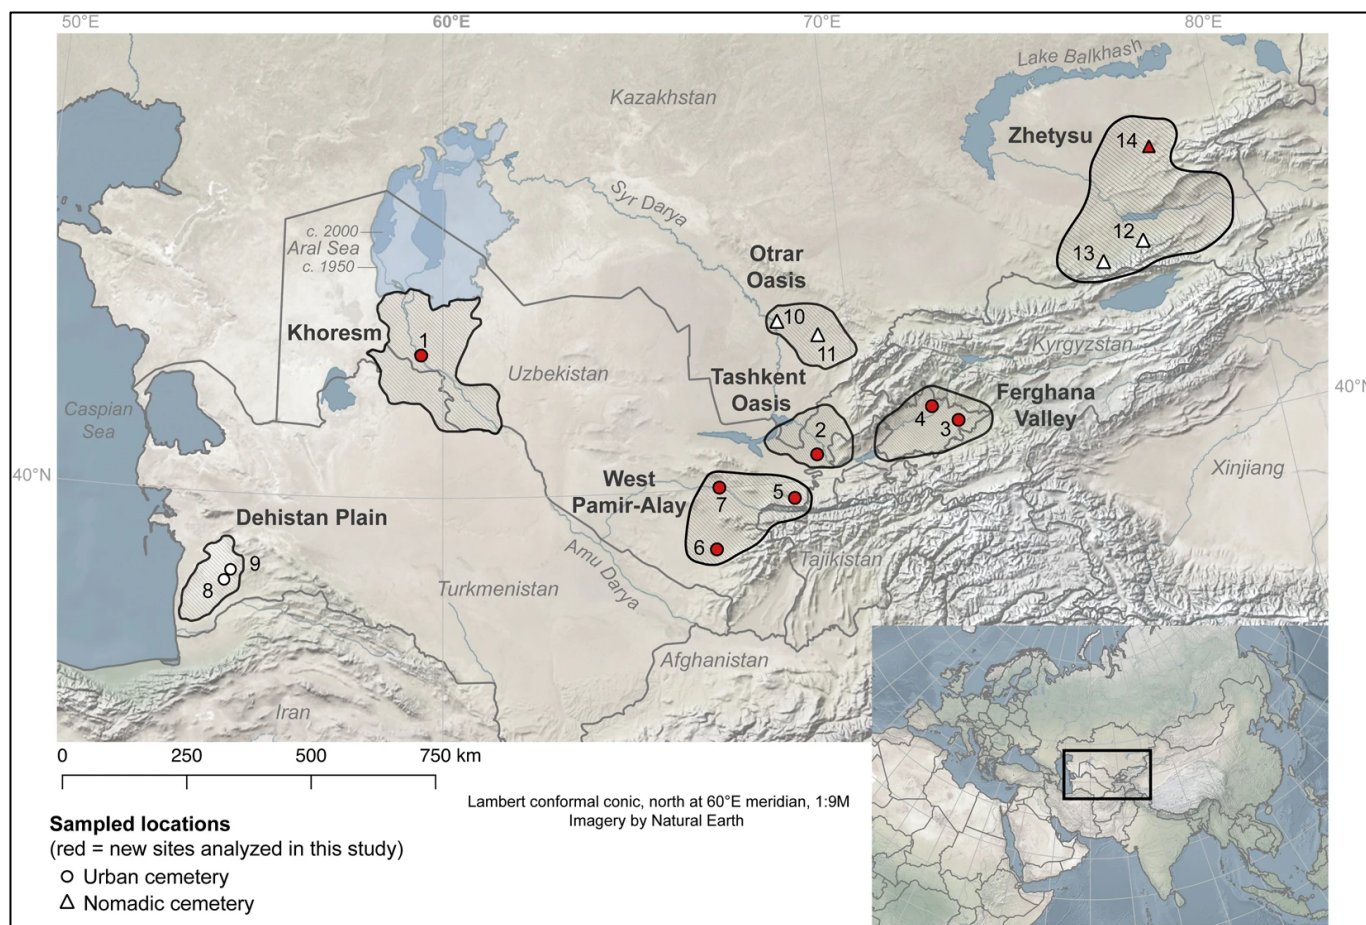 50°E
60°E
70°E
80°E
Lake Balkhash
Kazakhstan
Zhetysu
14
Syr Darya
c. 2000
Aral Sea
c. 1950
12
13
Otrar
Oasis
10
11
Khoresm
1
Kyrgyzstan
Uzbekistan
Tashkent
Oasis
2
Ferghana
Valley
4
3
40°N
Caspian
Sea
40°N
West
Pamir-Alay
5
7
6
Xinjiang
Dehistan Plain
9
8
Amu Darya
Tajikistan
Turkmenistan
Afghanistan
Iran
0
250
500
750 km
Lambert conformal conic, north at 60°E meridian, 1:9M
Imagery by Natural Earth
Sampled locations
(red = new sites analyzed in this study)
Urban cemetery
Nomadic cemetery